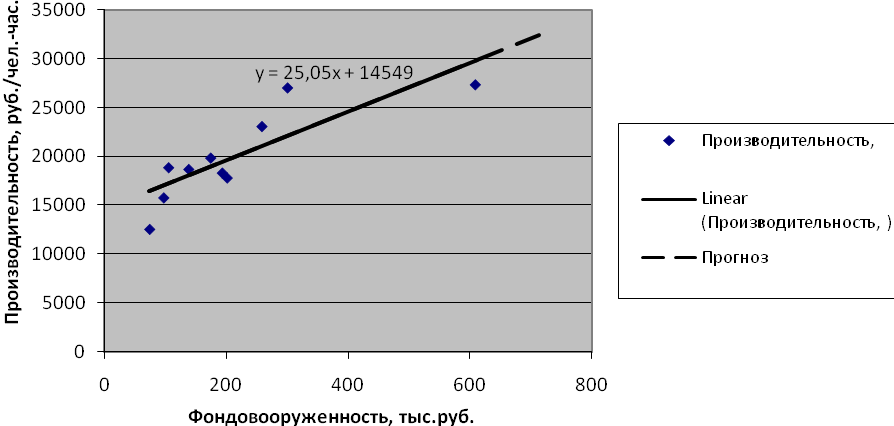 Производительность, руб./чел.-час.
35000
30000
25000
20000
15000
10000
5000
0
y = 25,05x + 14549
0 200 400 600 800
Фондовооруженность, тыс.руб.
Производительность,
Linear
(Производительность, )
Прогноз